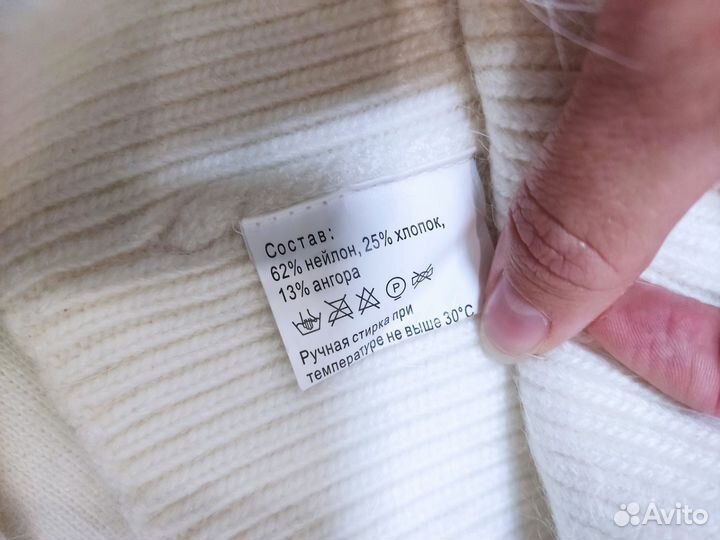 Состав:
62% нейлон, 25% хлопок,
13% ангора
P
Ручная стирка при
температуре не выше 30°С
Avito